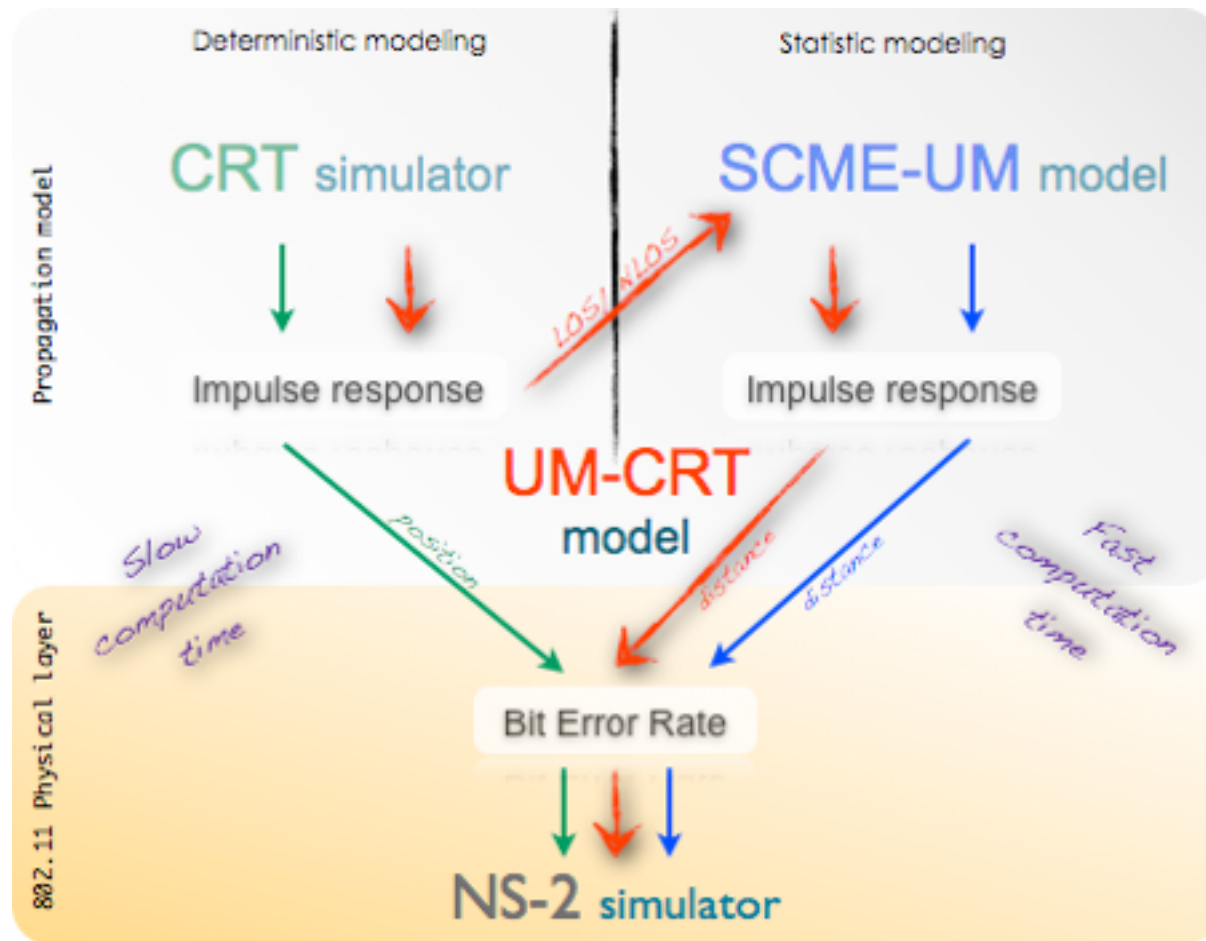 Deterministic modeling
Statistic modeling
Propagation model
CRT simulator
SCME-UM model
LOS/NLOS
Impulse response
Impulse response
UM-CRT
model
position
distance
distance
Slow
computation
time
Fast
computation
time
802.11 Physical layer
Bit Error Rate
NS-2 simulator